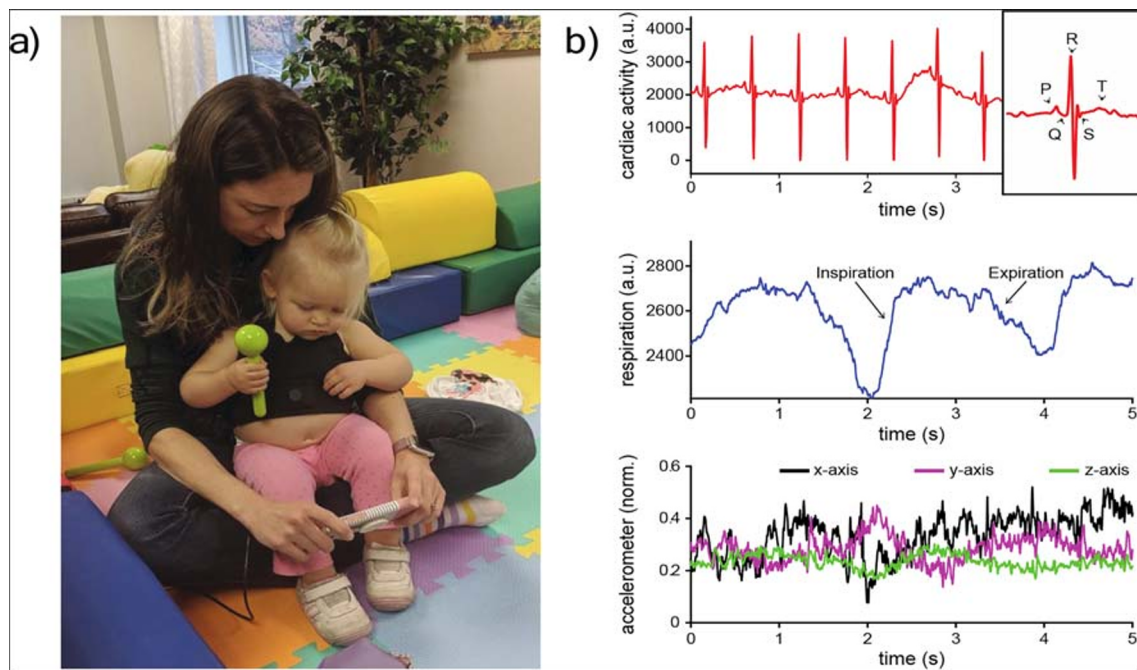 a)
b)
cardiac activity (a.u.)
4000
3000
2000
1000
0
0 1 2 3
time (s)
R
P T
Q S
respiration (a.u.)
2800
2600
2400
Inspiration Expiration
0 1 2 3 4 5
time (s)
accelerometer (norm.)
0.6
0.4
0.2
0
x-axis y-axis z-axis
0 1 2 3 4 5
time (s)